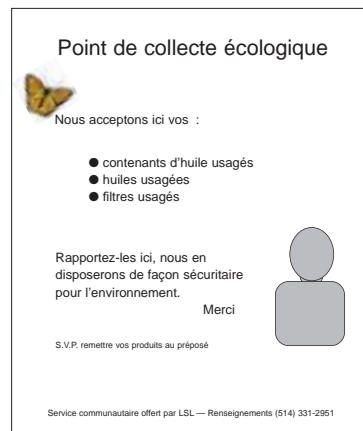 Point de collecte écologique
Nous acceptons ici vos :
● contenants d'huile usagés
● huiles usagées
● filtres usagés
Rapportez-les ici, nous en
disposerons de façon sécuritaire
pour l'environnement.
Merci
S.V.P. remettre vos produits au préposé
Service communautaire offert par LSL — Renseignements (514) 331-2951